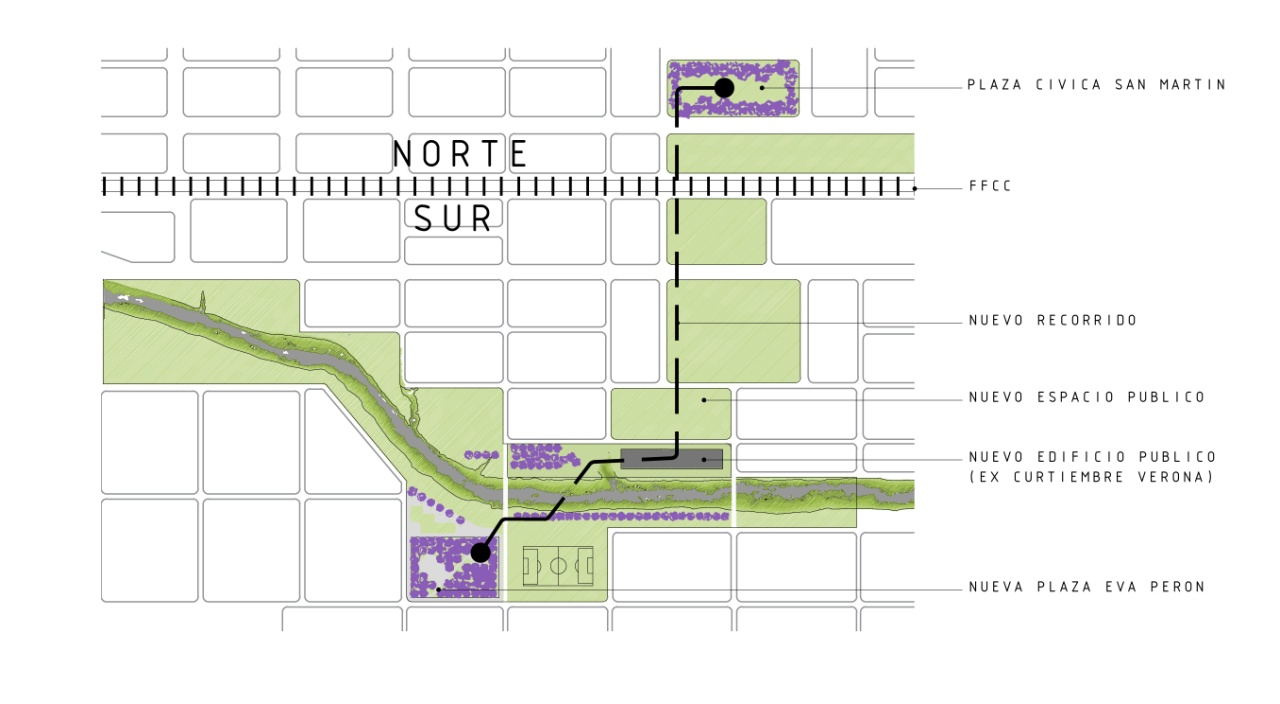 PLAZA CIVICA SAN MARTIN
NORTE
FFCC
SUR
NUEVO RECORRIDO
NUEVO ESPACIO PUBLICO
NUEVO EDIFICIO PUBLICO
(EX CURTIEMBRE VERONA)
NUEVA PLAZA EVA PERON